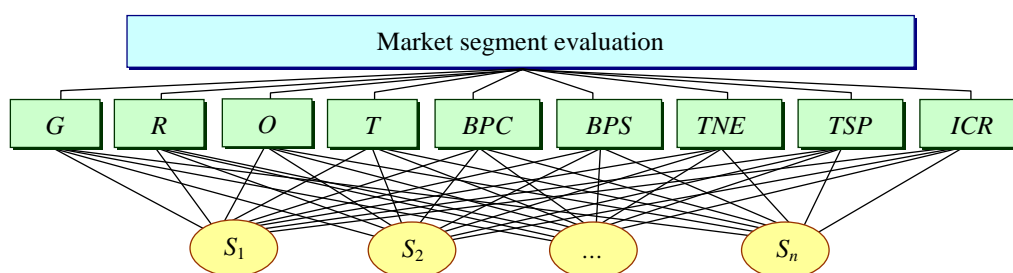 Market segment evaluation
G R O T BPC BPS TNE TSP ICR
S1 S2 ... Sn